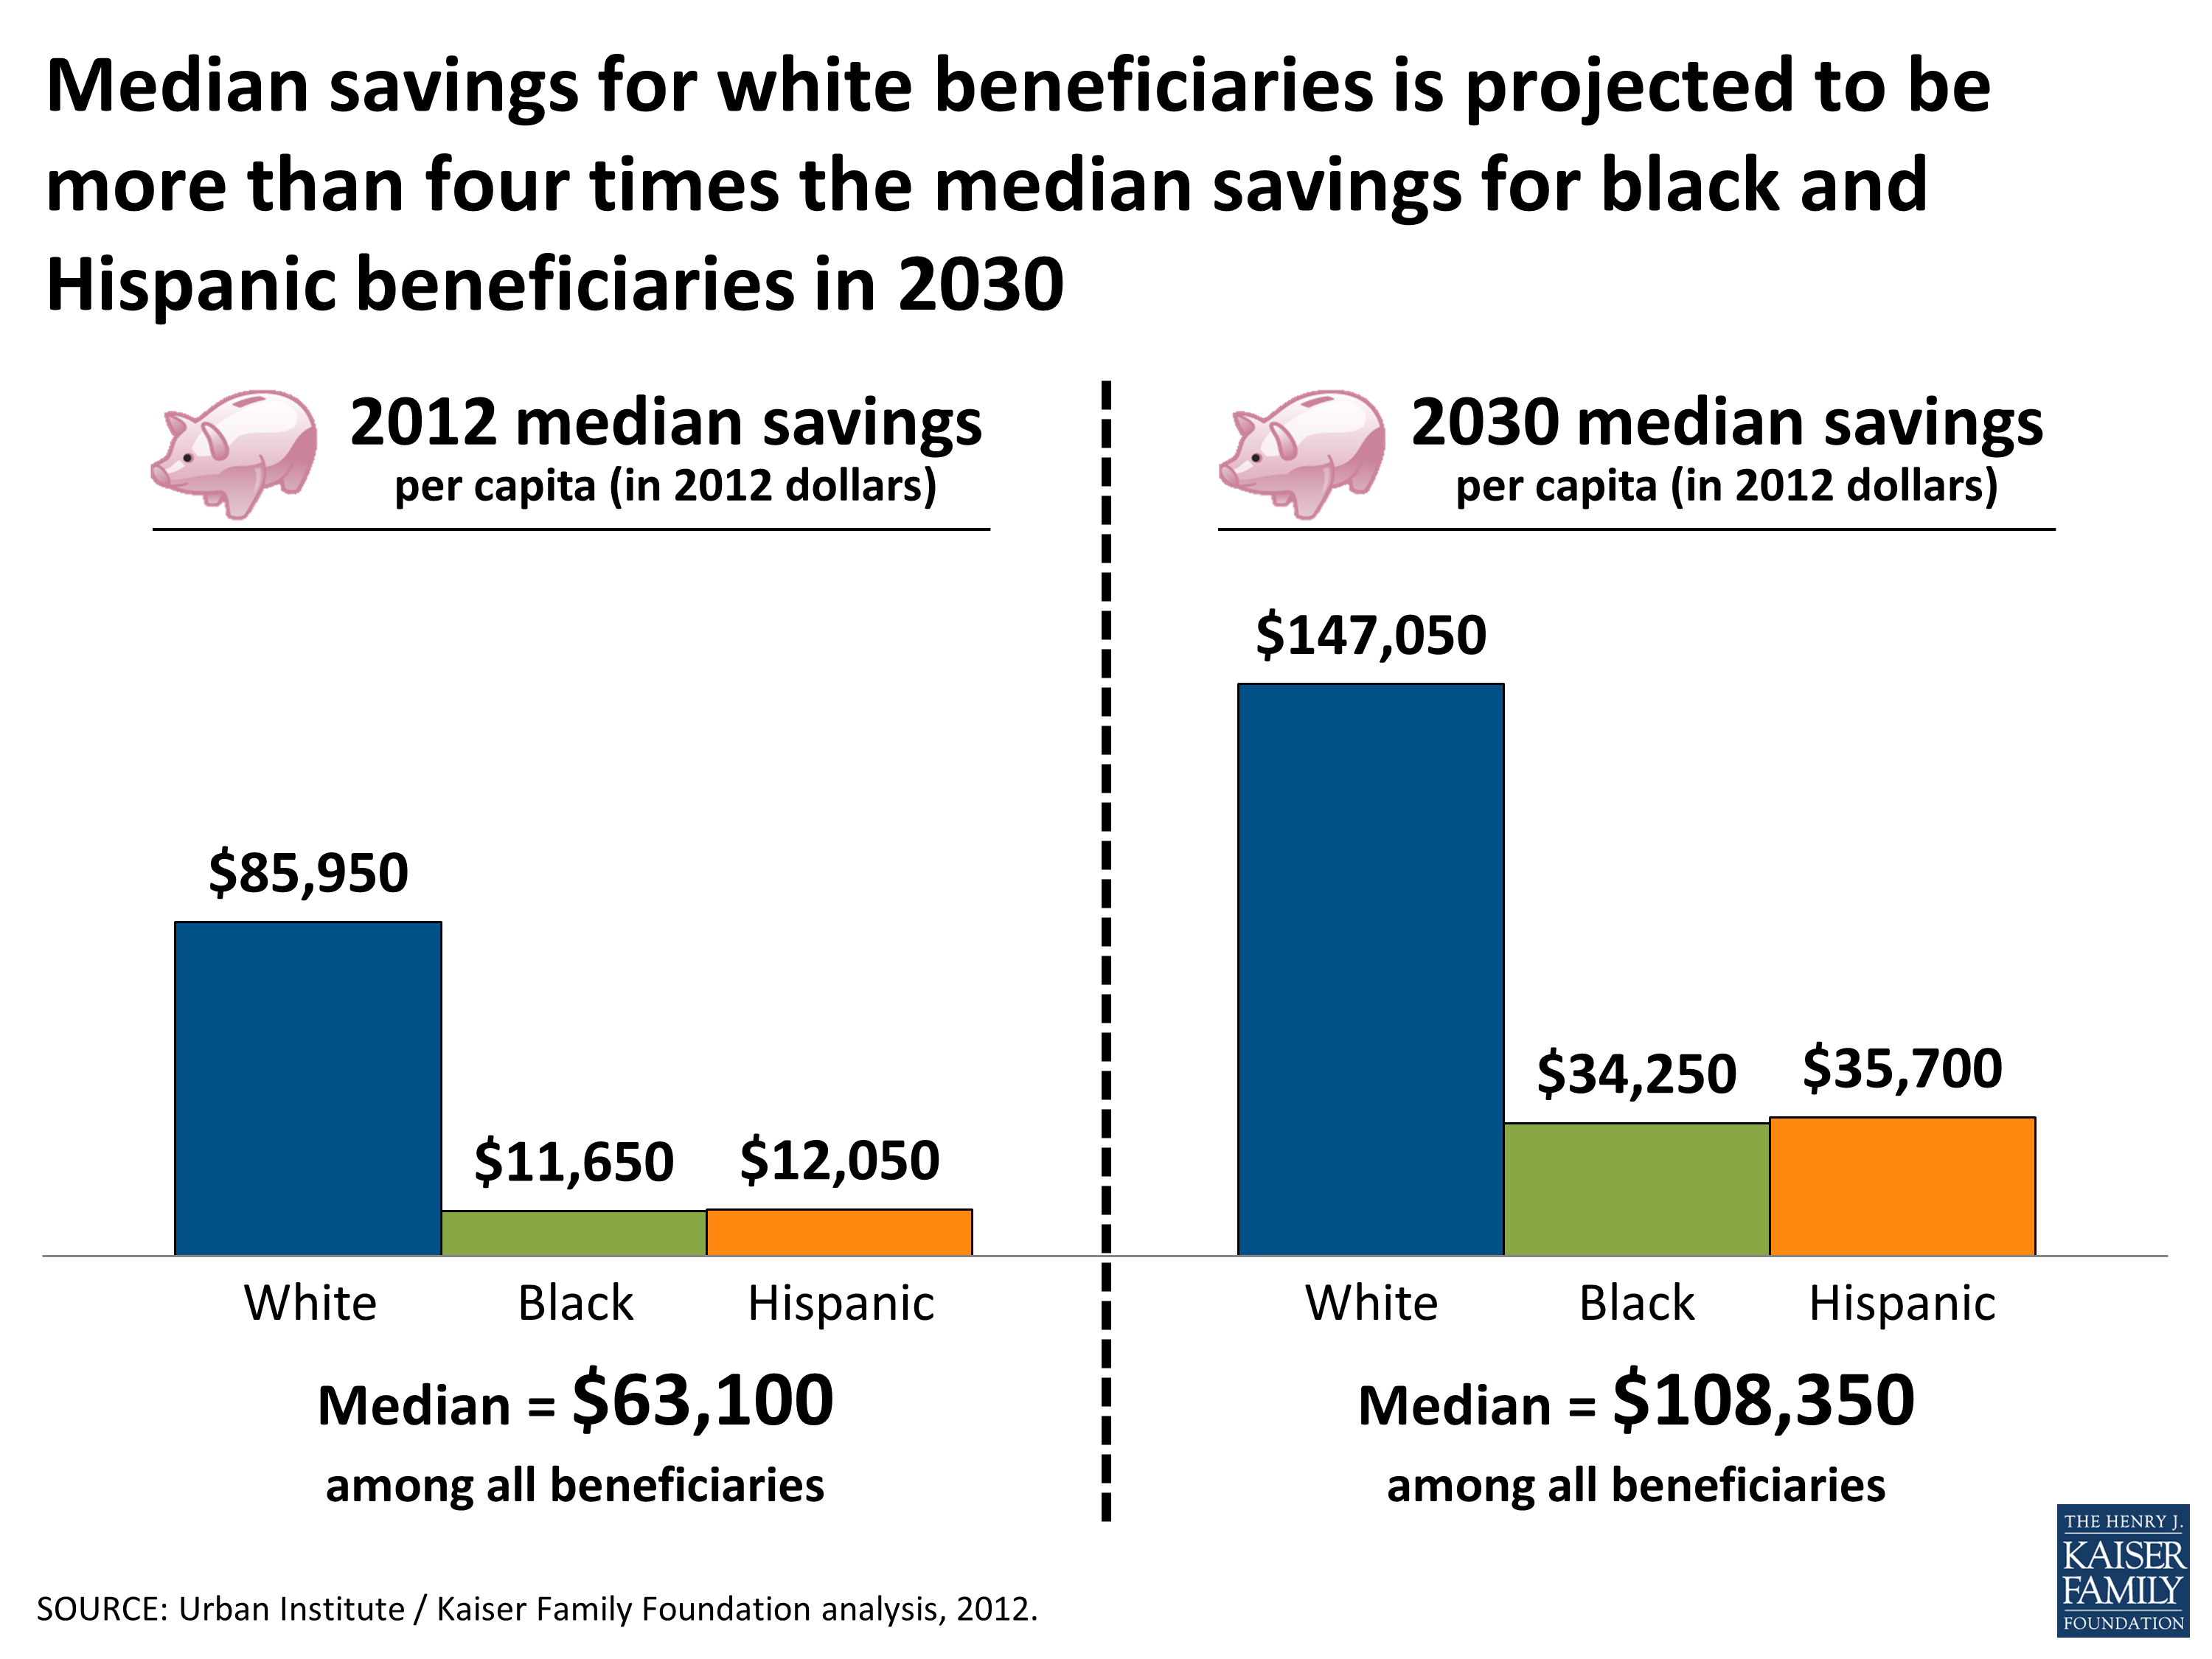 Median savings for white beneficiaries is projected to be
more than four times the median savings for black and
Hispanic beneficiaries in 2030
2012 median savings
per capita (in 2012 dollars)
$85,950
$11,650
$12,050
White
Black
Hispanic
Median = $63,100
among all beneficiaries
2030 median savings
per capita (in 2012 dollars)
$147,050
$34,250
$35,700
White
Black
Hispanic
Median = $108,350
among all beneficiaries
SOURCE: Urban Institute / Kaiser Family Foundation analysis, 2012.
THE HENRY J.
KAISER
FAMILY
FOUNDATION